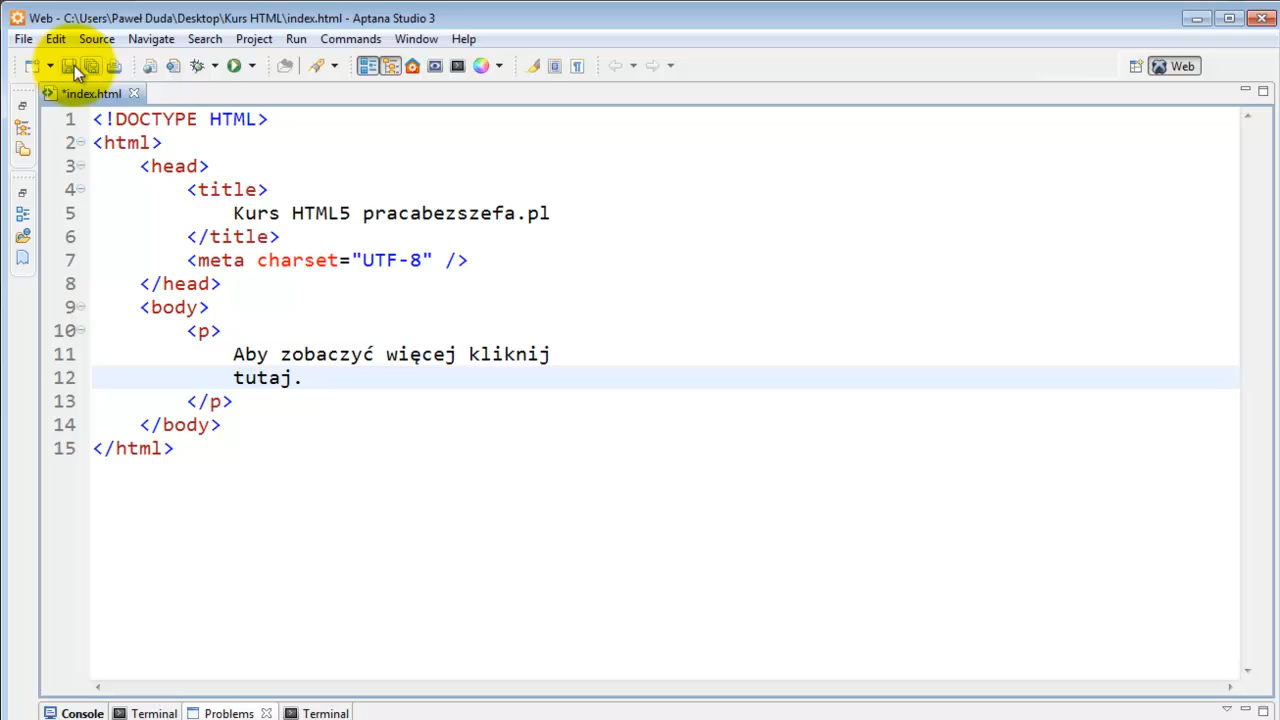 Web - C:\Users\Paweł Duda\Desktop\Kurs HTML\index.html - Aptana Studio 3
File Edit Source Navigate Search Project Run Commands Window Help
Web
*index.html
1 <!DOCTYPE HTML>
2 <html>
3 <head>
4 <title>
5 Kurs HTML5 pracabezszefa.pl
6 </title>
7 <meta charset="UTF-8" />
8 </head>
9 <body>
10 <p>
11 Aby zobaczyć więcej kliknij
12 tutaj.
13 </p>
14 </body>
15 </html>
Console Terminal Problems Terminal